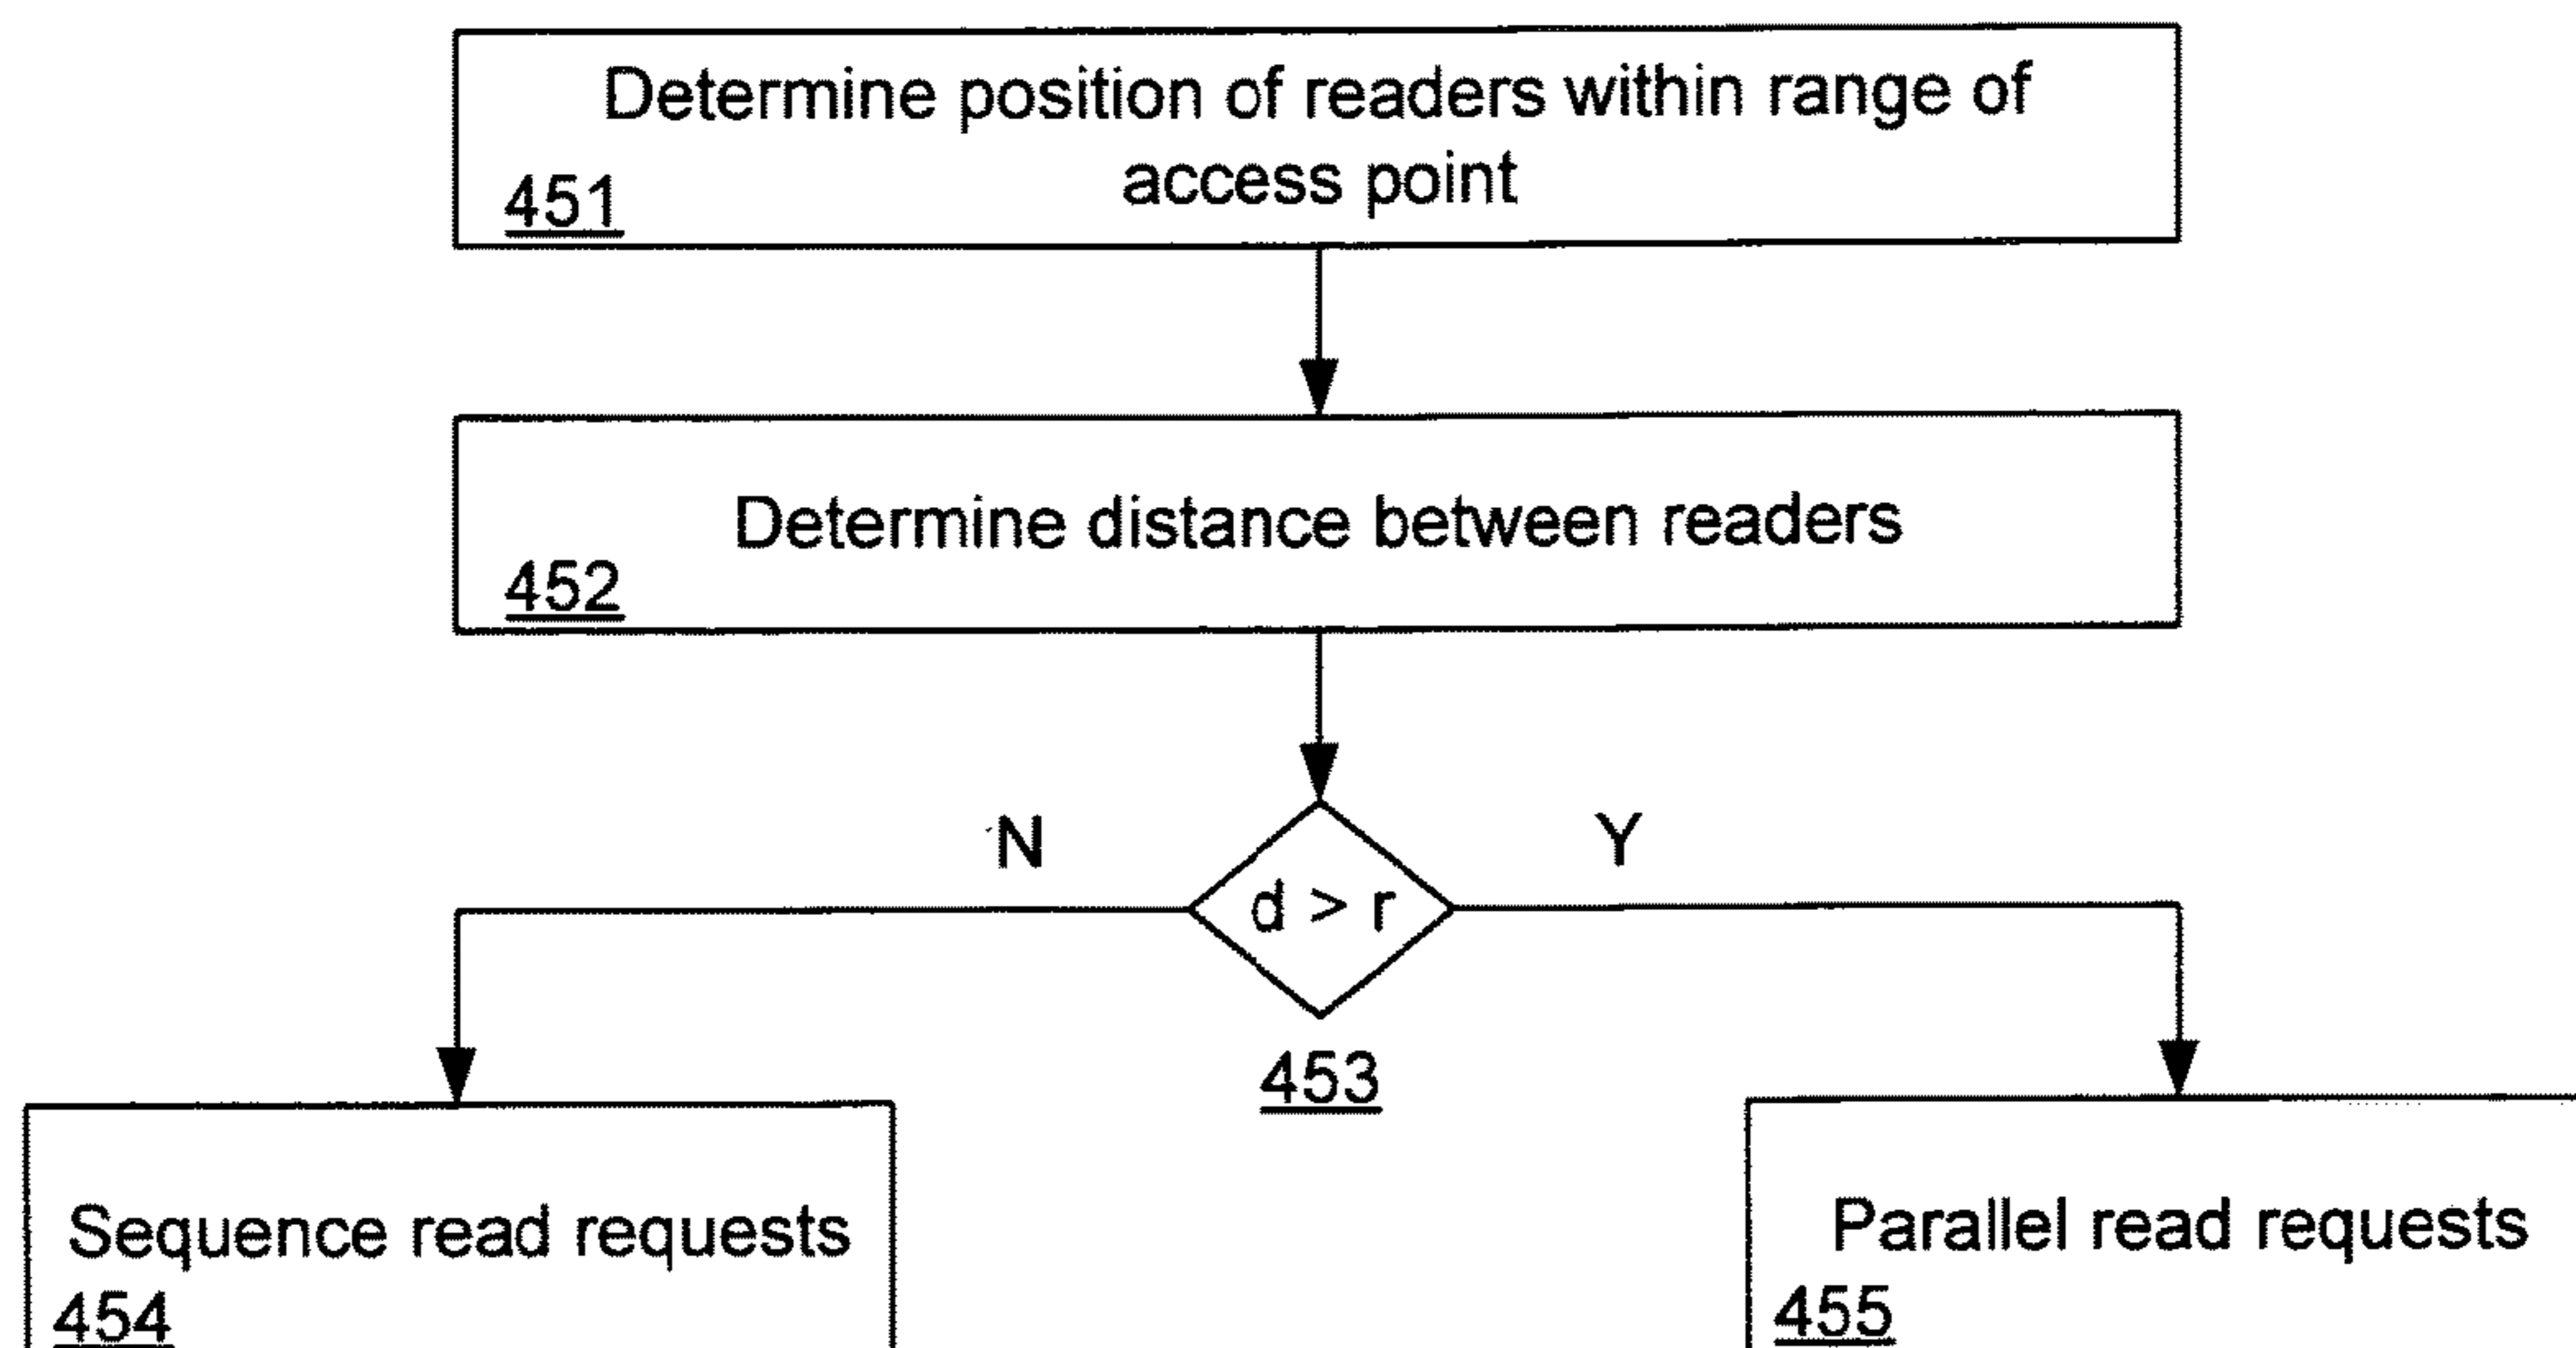 Determine position of readers within range of
access point
451
Determine distance between readers
452
N
Y
d > r
453
Sequence read requests
454
Parallel read requests
455